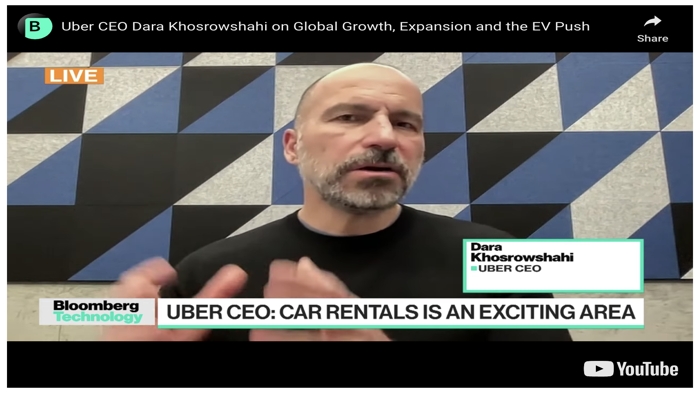 B
Uber CEO Dara Khosrowshahi on Global Growth, Expansion and the EV Push
Share
LIVE
Dara
Khosrowshahi
UBER CEO
Bloomberg
Technology
UBER CEO: CAR RENTALS IS AN EXCITING AREA
YouTube